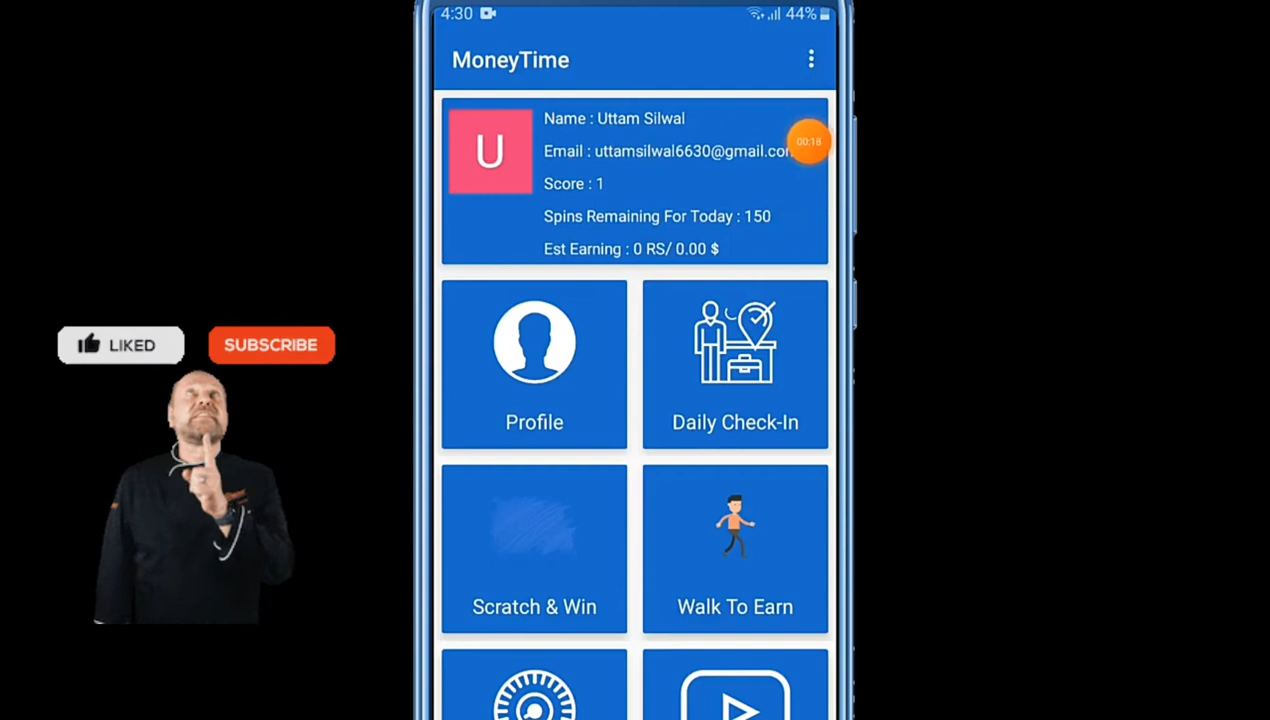 4:30
44%
MoneyTime
U
Name : Uttam Silwal
00:18
Email : uttamsilwal6630@gmail.com
Score : 1
Spins Remaining For Today : 150
Est Earning : 0 RS/ 0.00 $
LIKED
SUBSCRIBE
Profile
Daily Check-In
Scratch & Win
Walk To Earn